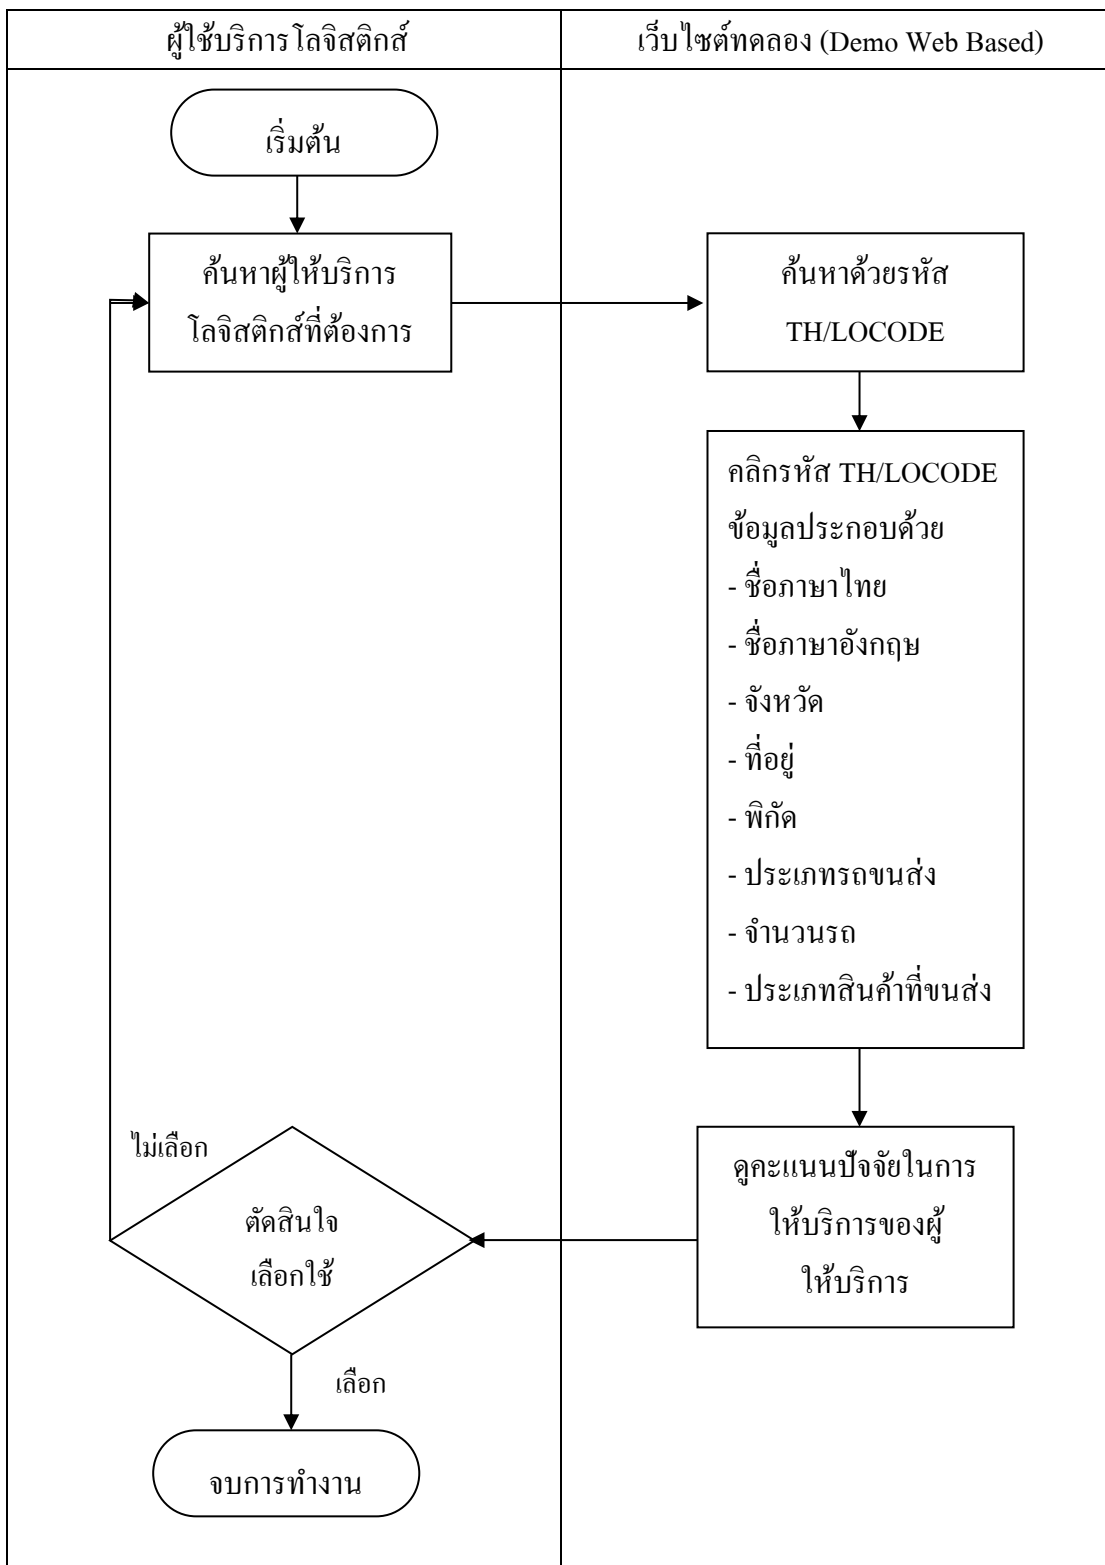 ผู้ใช้บริการโลจิสติกส์
เว็บไซต์ทดลอง (Demo Web Based)
เริ่มต้น
ค้นหาผู้ให้บริการ
โลจิสติกส์ที่ต้องการ
ค้นหาด้วยรหัส
TH/LOCODE
คลิกรหัส TH/LOCODE
ข้อมูลประกอบด้วย
- ชื่อภาษาไทย
- ชื่อภาษาอังกฤษ
- จังหวัด
- ที่อยู่
- พิกัด
- ประเภทรถขนส่ง
- จำนวนรถ
- ประเภทสินค้าที่ขนส่ง
ดูคะแนนปัจจัยในการ
ให้บริการของผู้
ให้บริการ
ไม่เลือก
ตัดสินใจ
เลือกใช้
เลือก
จบการทำงาน